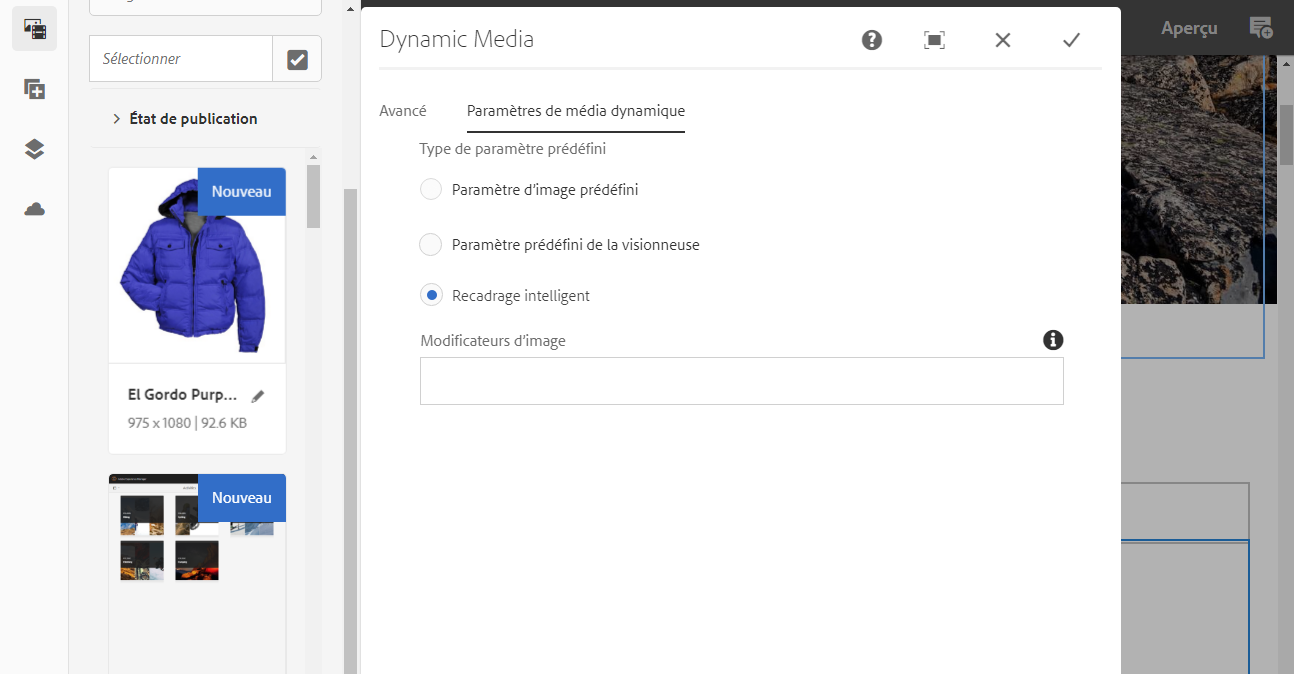 Sélectionner
État de publication
Nouveau
El Gordo Purp...
975 x 1080 | 92.6 KB
Nouveau
Dynamic Media
Avancé
Paramètres de média dynamique
Type de paramètre prédéfini
Paramètre d'image prédéfini
Paramètre prédéfini de la visionneuse
Recadrage intelligent
Modificateurs d'image
Aperçu